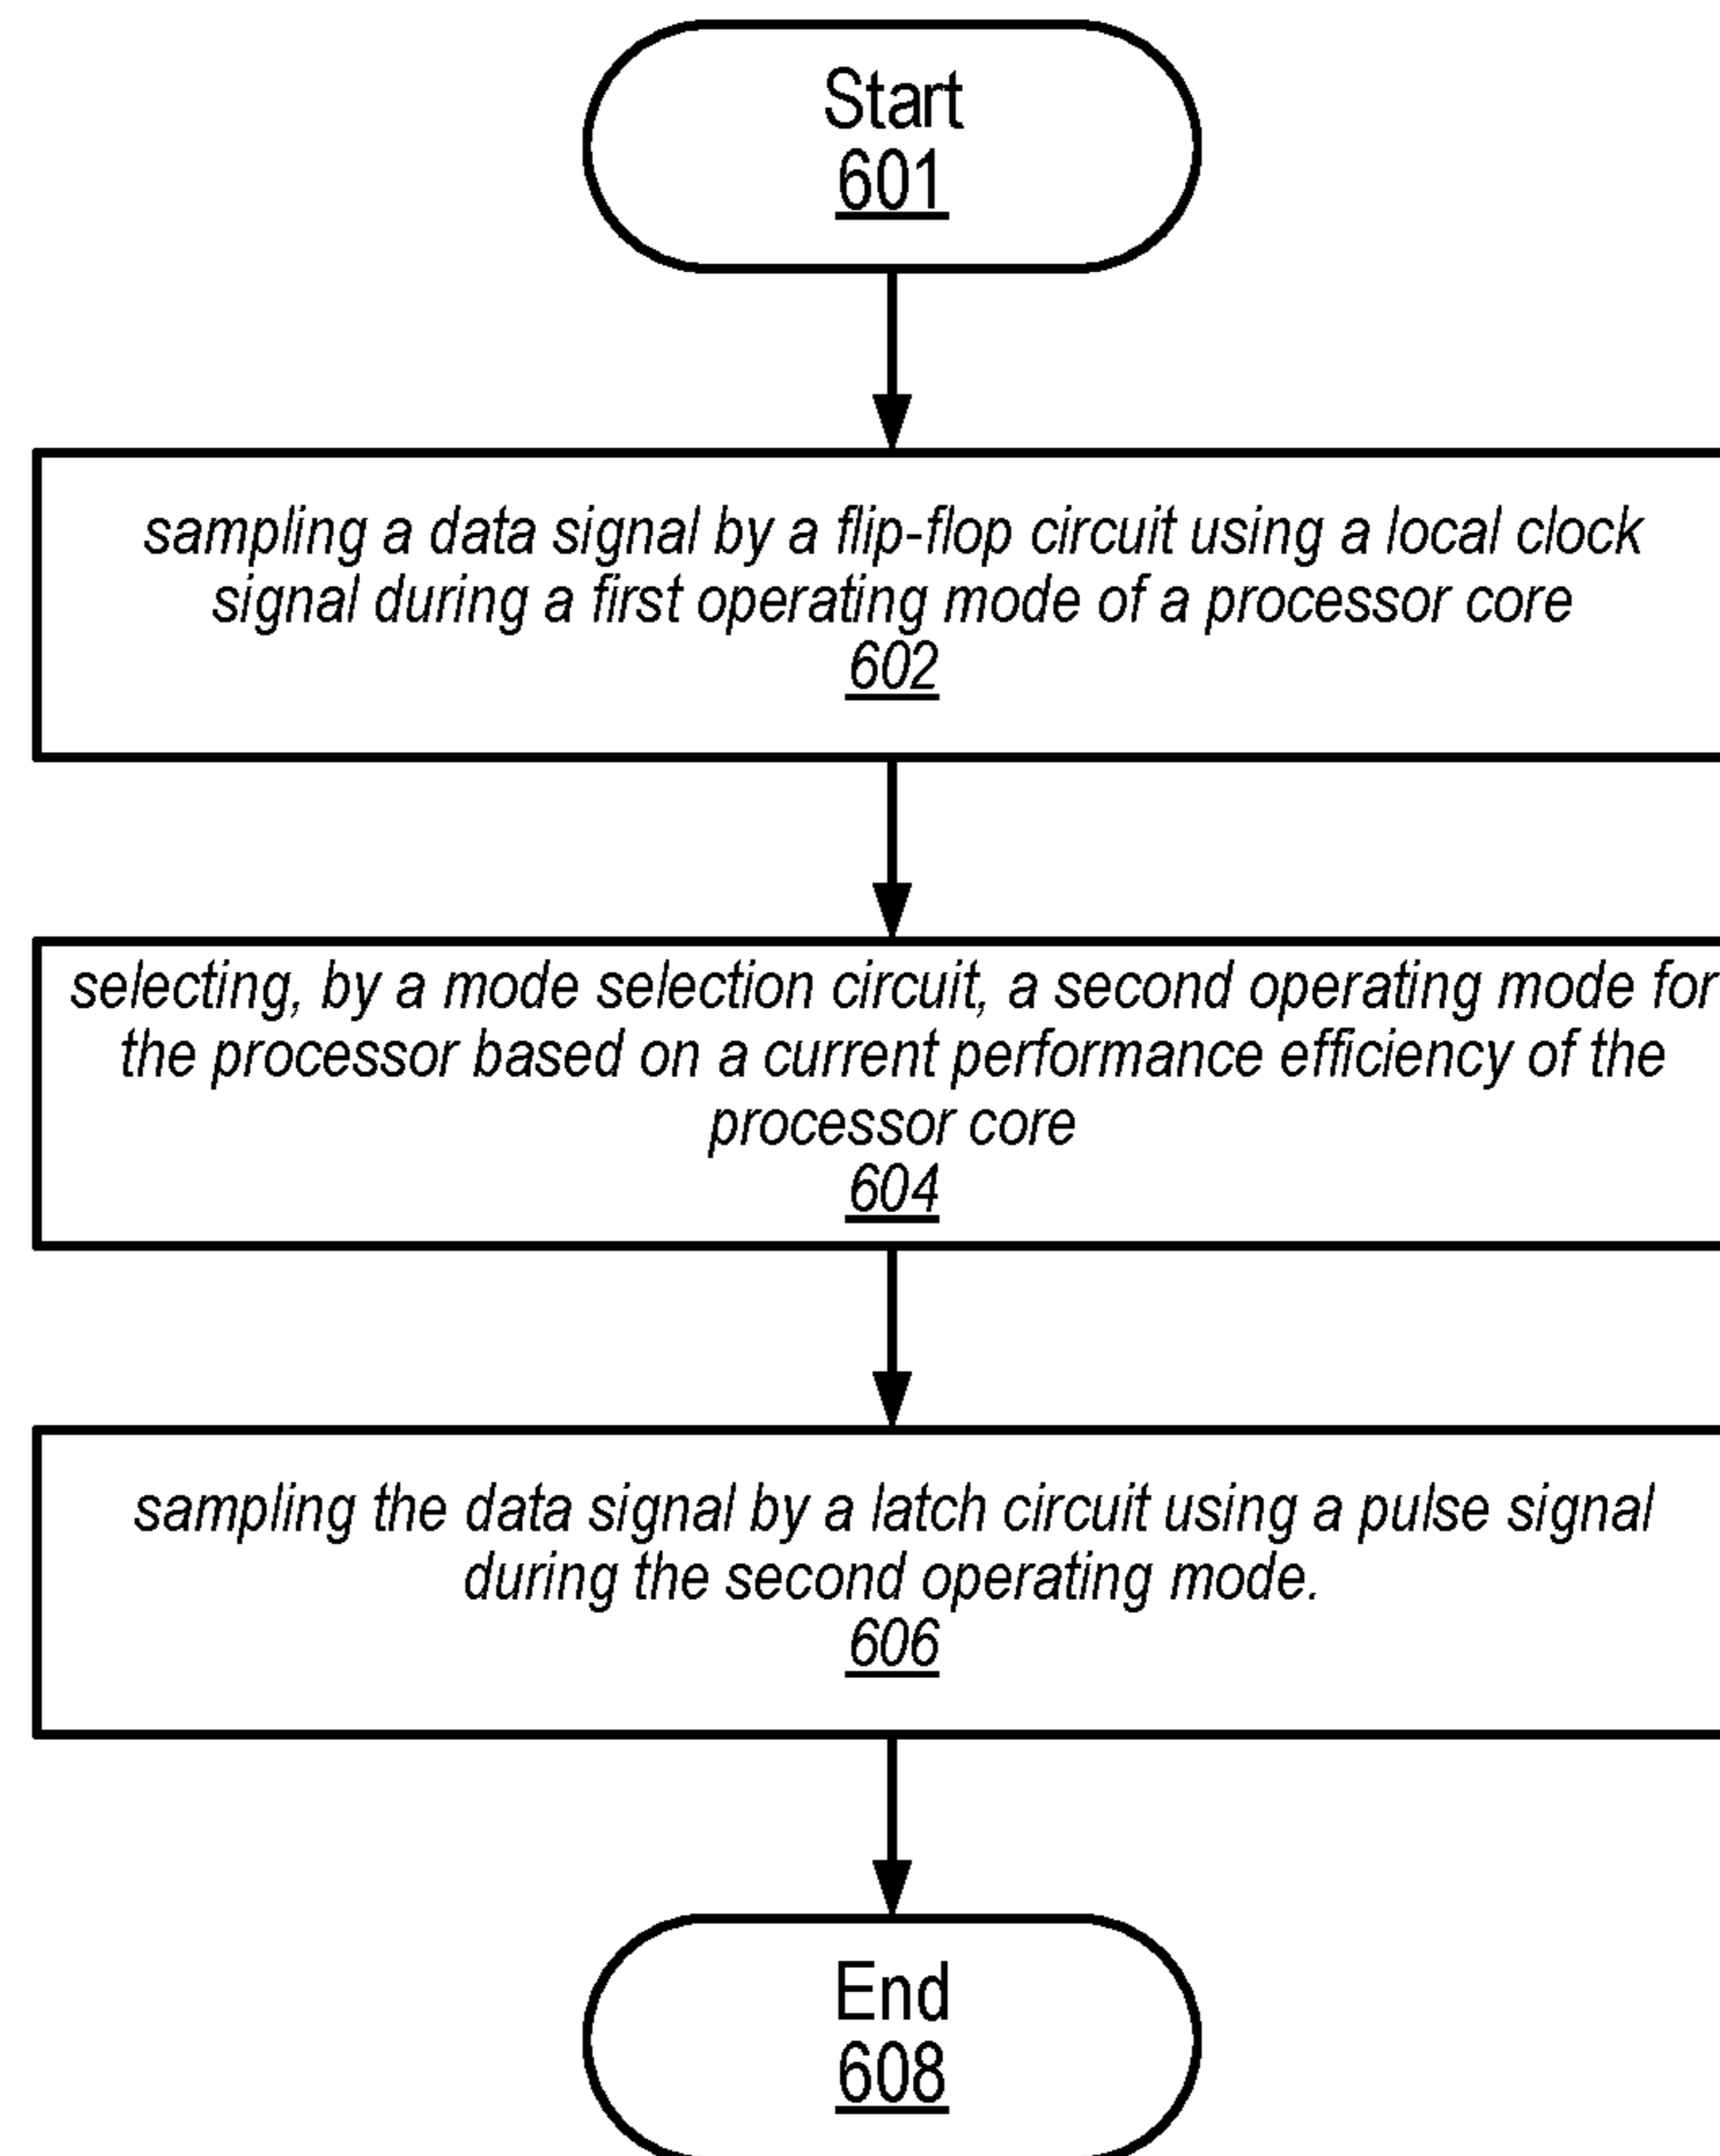 Start
601
sampling a data signal by a flip-flop circuit using a local clock
signal during a first operating mode of a processor core
602
selecting, by a mode selection circuit, a second operating mode for
the processor based on a current performance efficiency of the
processor core
604
sampling the data signal by a latch circuit using a pulse signal
during the second operating mode.
606
End
608